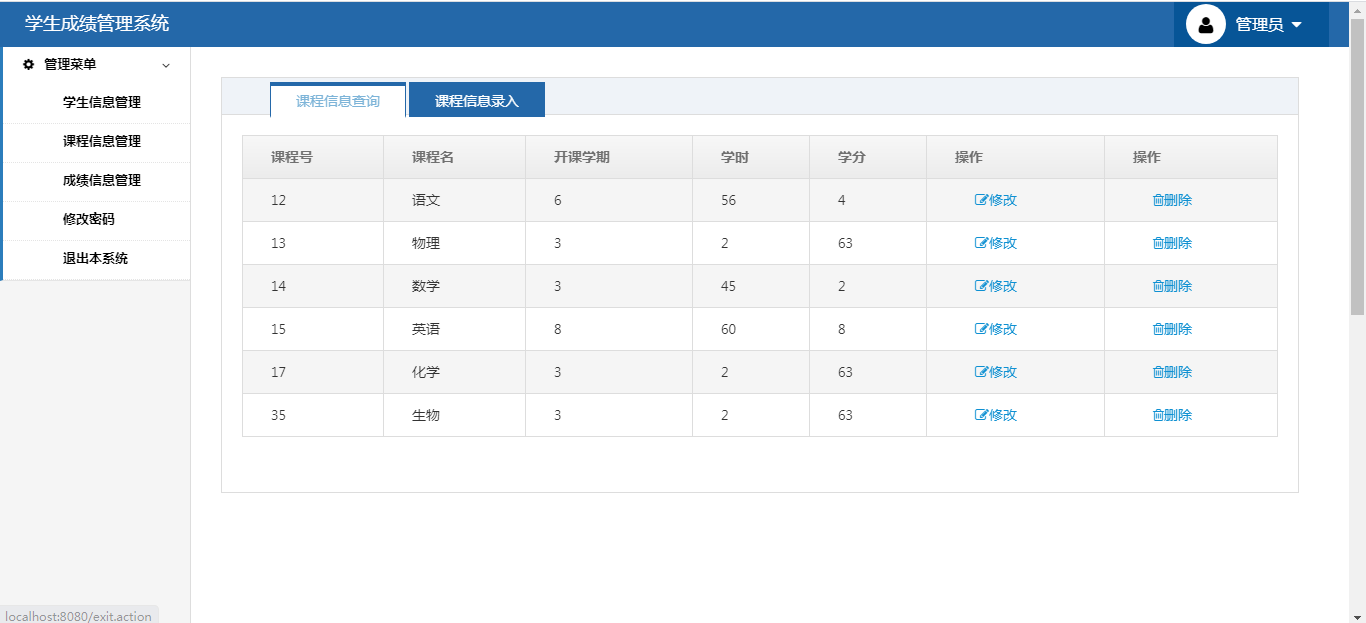 学生成绩管理系统
管理员
管理菜单
学生信息管理
课程信息管理
成绩信息管理
修改密码
退出本系统
课程信息查询 课程信息录入
课程号 课程名 开课学期 学时 学分 操作 操作
12 语文 6 56 4 修改 删除
13 物理 3 2 63 修改 删除
14 数学 3 45 2 修改 删除
15 英语 8 60 8 修改 删除
17 化学 3 2 63 修改 删除
35 生物 3 2 63 修改 删除
localhost:8080/exit.action